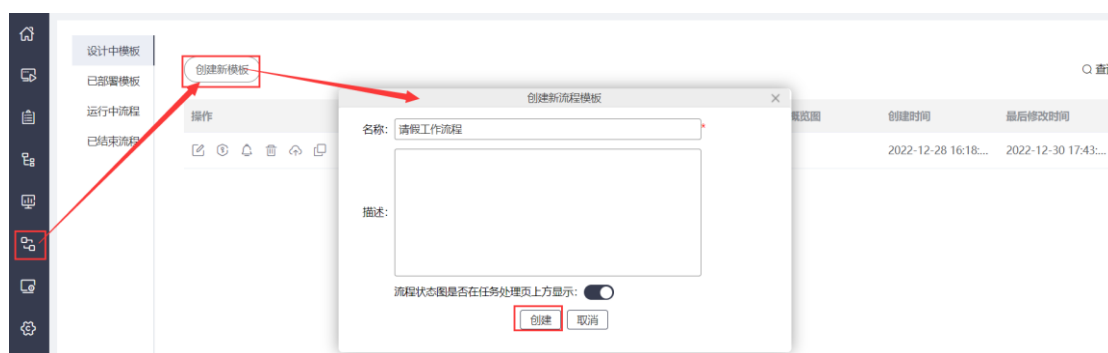 设计中模板
已部署模板
运行中流程
已结束流程
创建新模板
操作
概览图
创建时间
最后修改时间
2022-12-28 16:18:...
2022-12-30 17:43:...
创建新流程模板
名称:
请假工作流程
*
描述:
流程状态图是否在任务处理页上方显示:
创建
取消